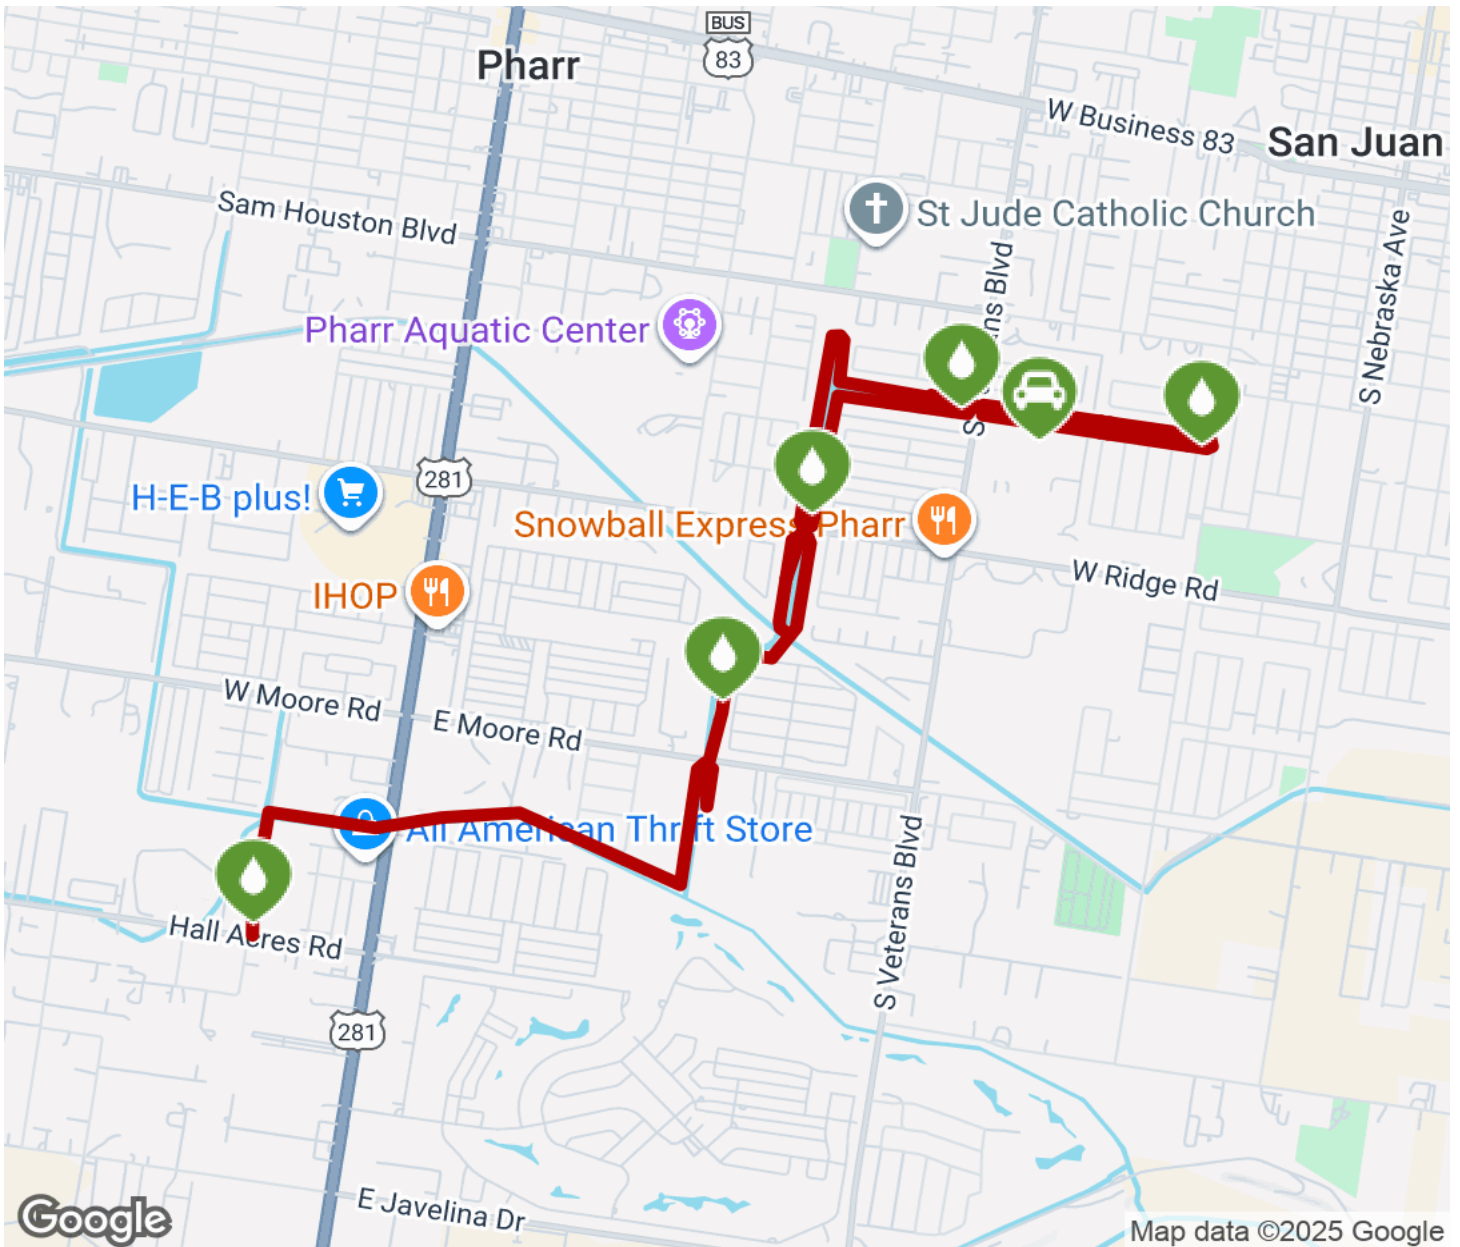 BUS
83
Pharr
W Business 83
San Juan
Sam Houston Blvd
St Jude Catholic Church
S Nebraska Ave
Pharr Aquatic Center
S
ns Blvd
H-E-B plus!
281
Snowball Express Pharr
W Ridge Rd
IHOP
W Moore Rd
E Moore Rd
All American Thrift Store
S Veterans Blvd
Hall Acres Rd
281
E Javelina Dr
Google
Map data ©2025 Google